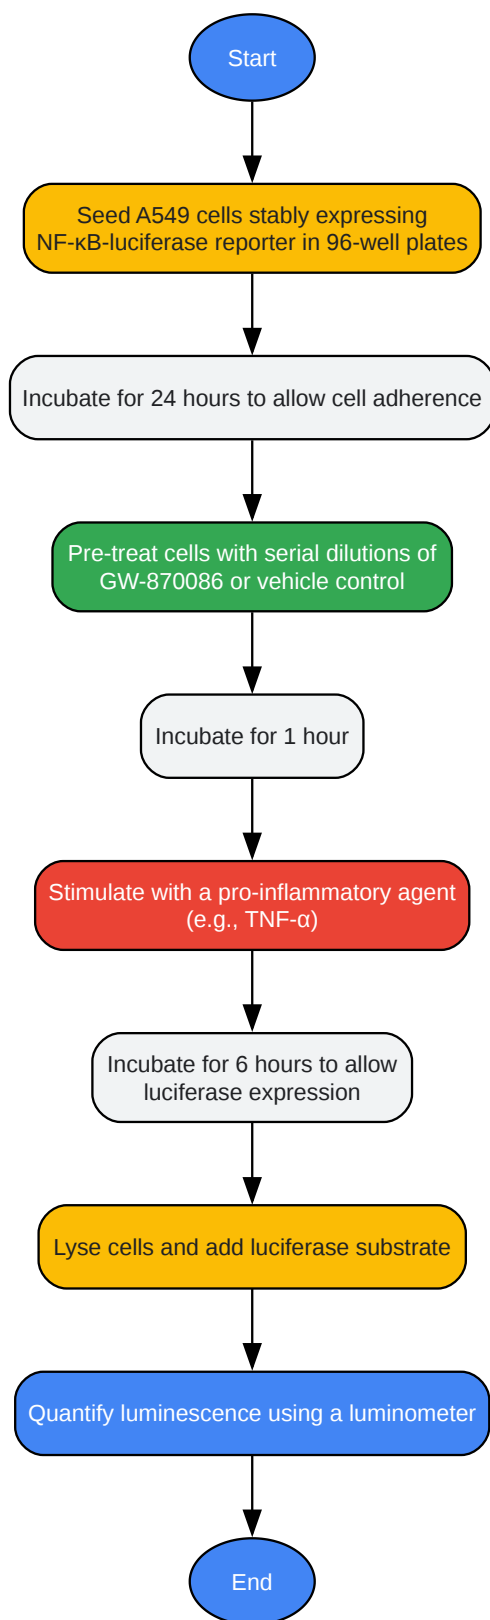 Start
Seed A549 cells stably expressing
NF-κB-luciferase reporter in 96-well plates
Incubate for 24 hours to allow cell adherence
Pre-treat cells with serial dilutions of
GW-870086 or vehicle control
Incubate for 1 hour
Stimulate with a pro-inflammatory agent
(e.g., TNF-α)
Incubate for 6 hours to allow
luciferase expression
Lyse cells and add luciferase substrate
Quantify luminescence using a luminometer
End